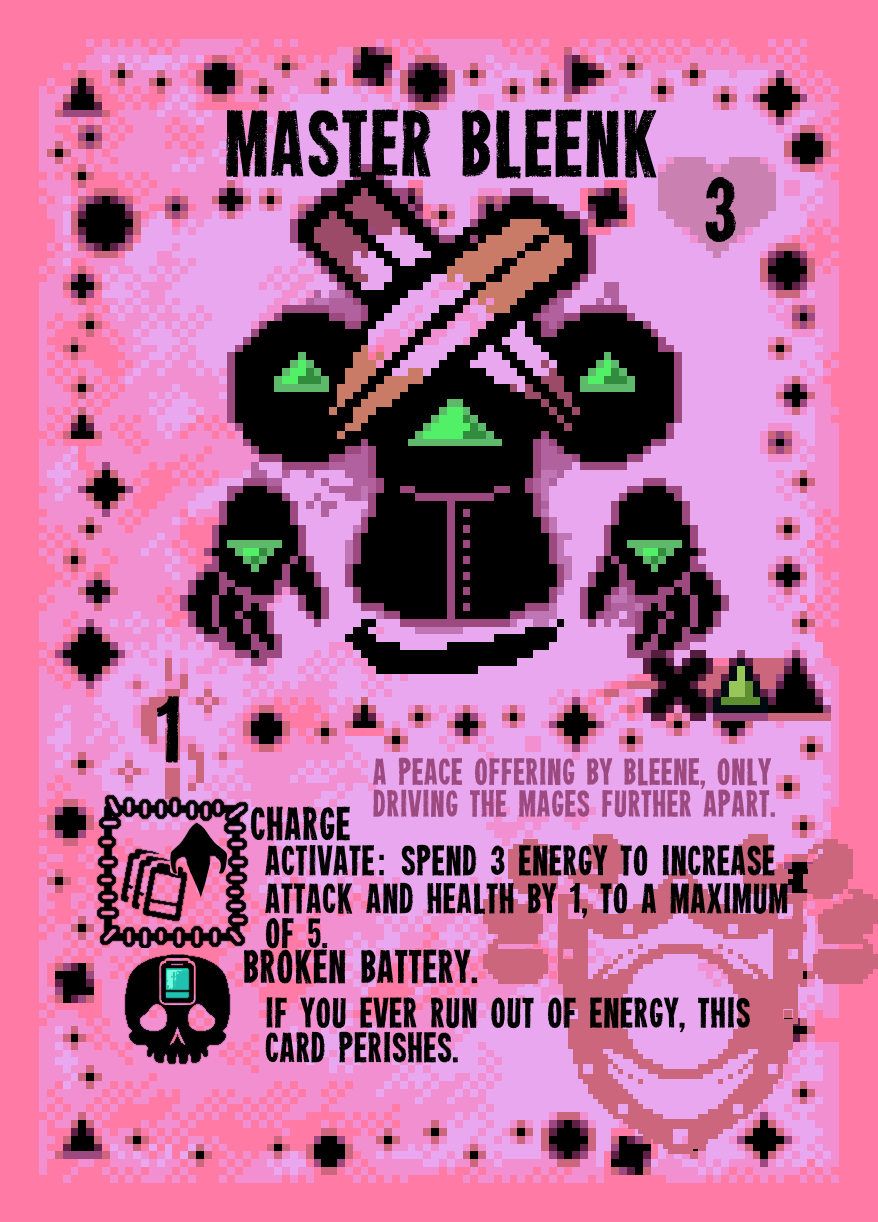 MASTER BLEENK
3
1
A PEACE OFFERING BY BLEENE, ONLY
DRIVING THE MAGES FURTHER APART.
CHARGE
ACTIVATE: SPEND 3 ENERGY TO INCREASE
ATTACK AND HEALTH BY 1, TO A MAXIMUM
OF 5.
BROKEN BATTERY.
IF YOU EVER RUN OUT OF ENERGY, THIS
CARD PERISHES.